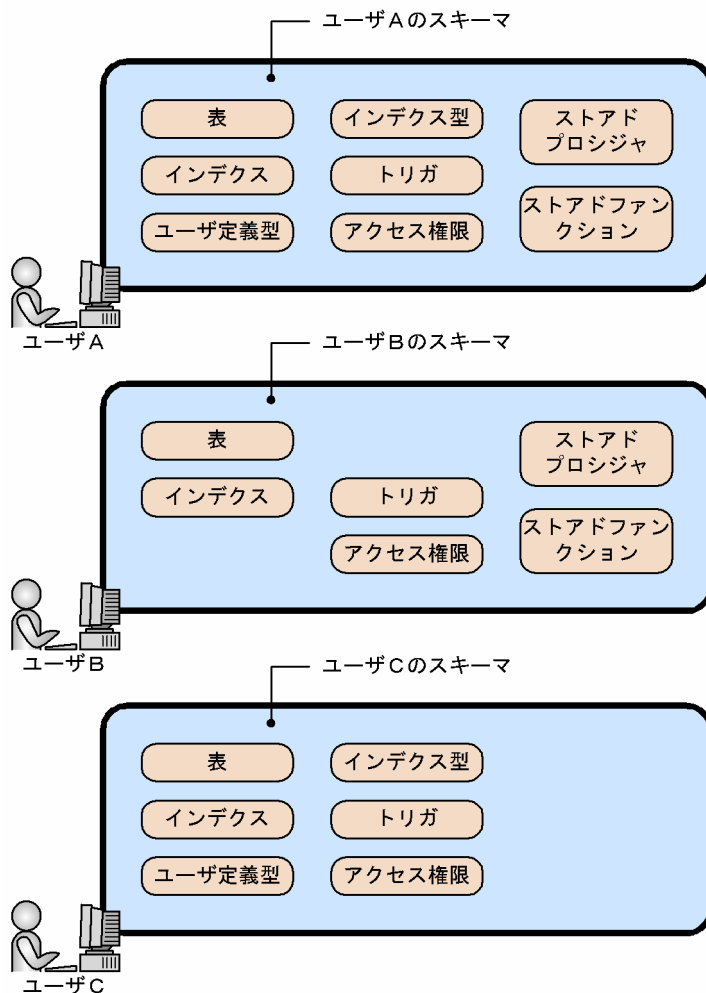 ユーザAのスキーマ
表
インデクス型
ストアド
プロシジャ
インデクス
トリガ
ストアドファン
クション
ユーザ定義型
アクセス権限
ユーザA
ユーザBのスキーマ
表
ストアド
プロシジャ
インデクス
トリガ
ストアドファン
クション
アクセス権限
ユーザB
ユーザCのスキーマ
表
インデクス型
インデクス
トリガ
ユーザ定義型
アクセス権限
ユーザC